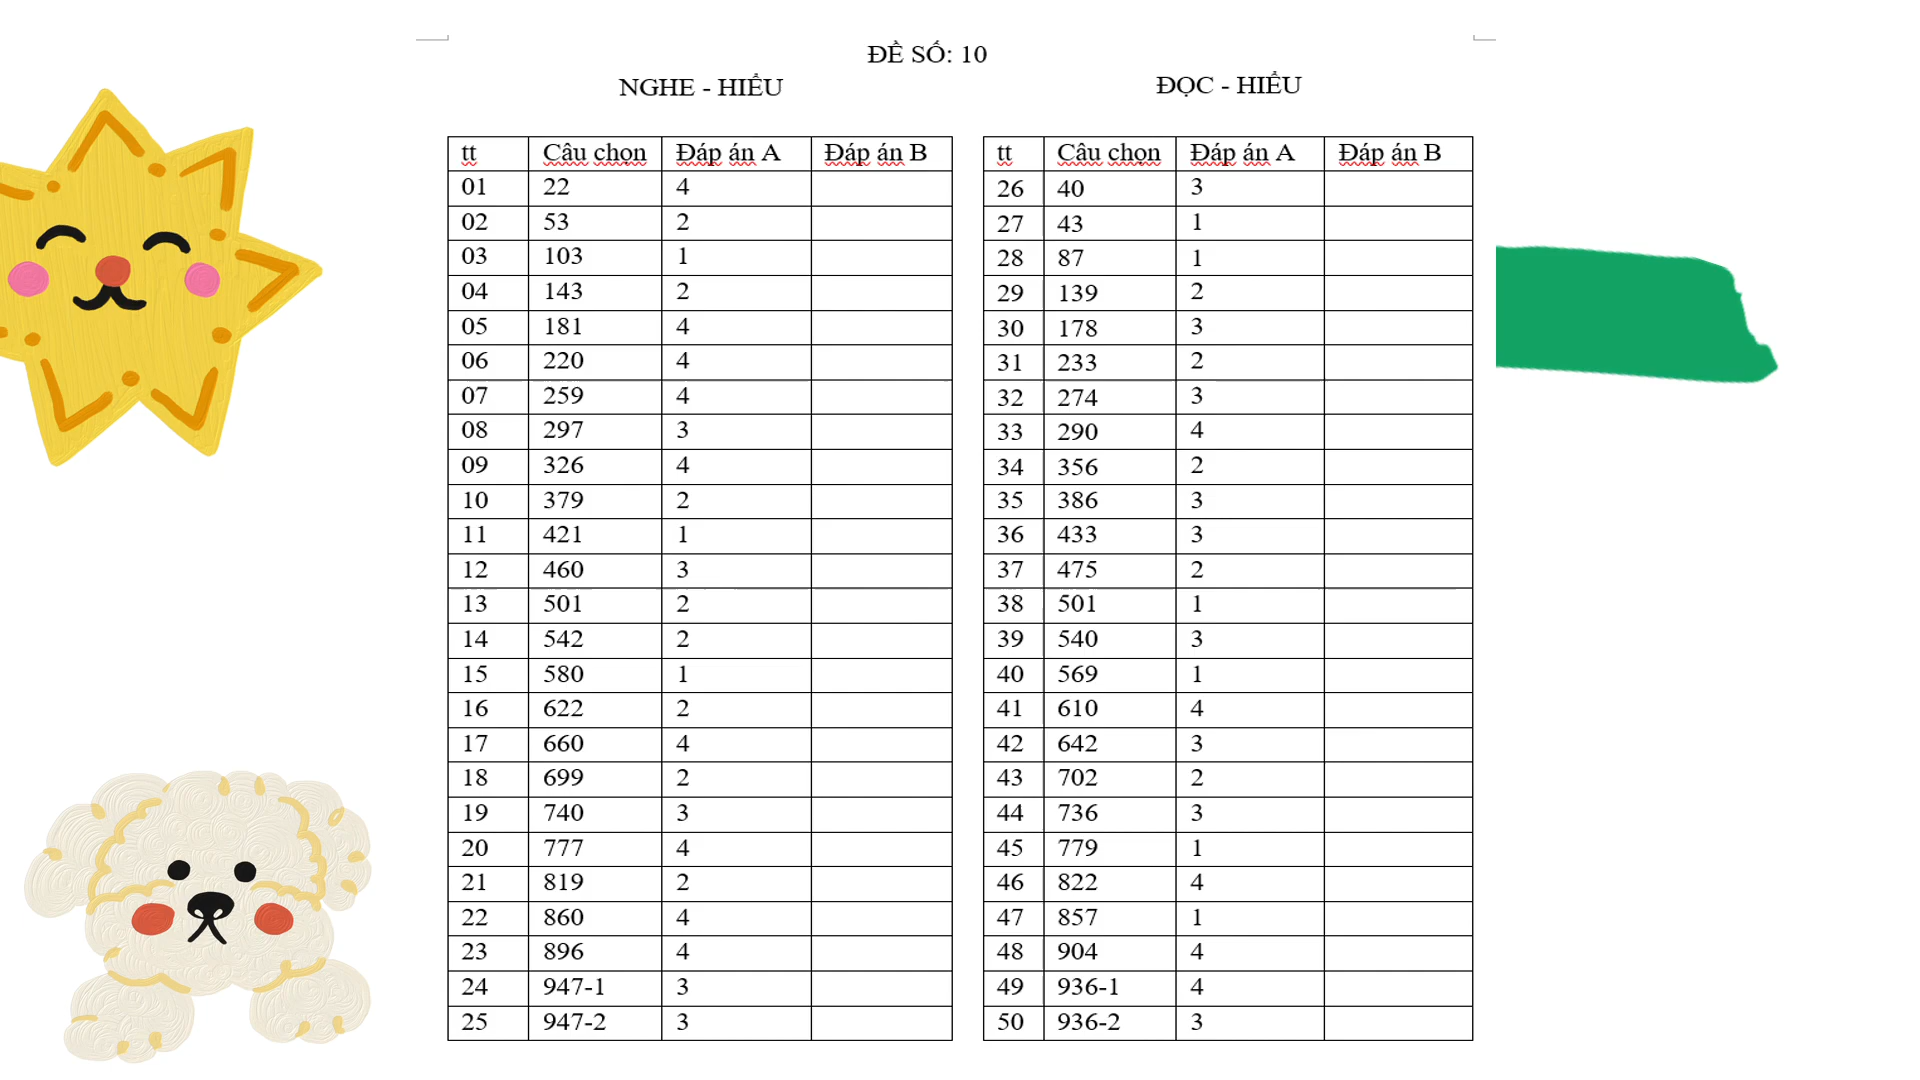 ĐỀ SỐ: 10
NGHE - HIỂU
tt Câu chọn Đáp án A Đáp án B
01 22 4
02 53 2
03 103 1
04 143 2
05 181 4
06 220 4
07 259 4
08 297 3
09 326 4
10 379 2
11 421 1
12 460 3
13 501 2
14 542 2
15 580 1
16 622 2
17 660 4
18 699 2
19 740 3
20 777 4
21 819 2
22 860 4
23 896 4
24 947-1 3
25 947-2 3
ĐỌC - HIỂU
tt Câu chọn Đáp án A Đáp án B
26 40 3
27 43 1
28 87 1
29 139 2
30 178 3
31 233 2
32 274 3
33 290 4
34 356 2
35 386 3
36 433 3
37 475 2
38 501 1
39 540 3
40 569 1
41 610 4
42 642 3
43 702 2
44 736 3
45 779 1
46 822 4
47 857 1
48 904 4
49 936-1 4
50 936-2 3